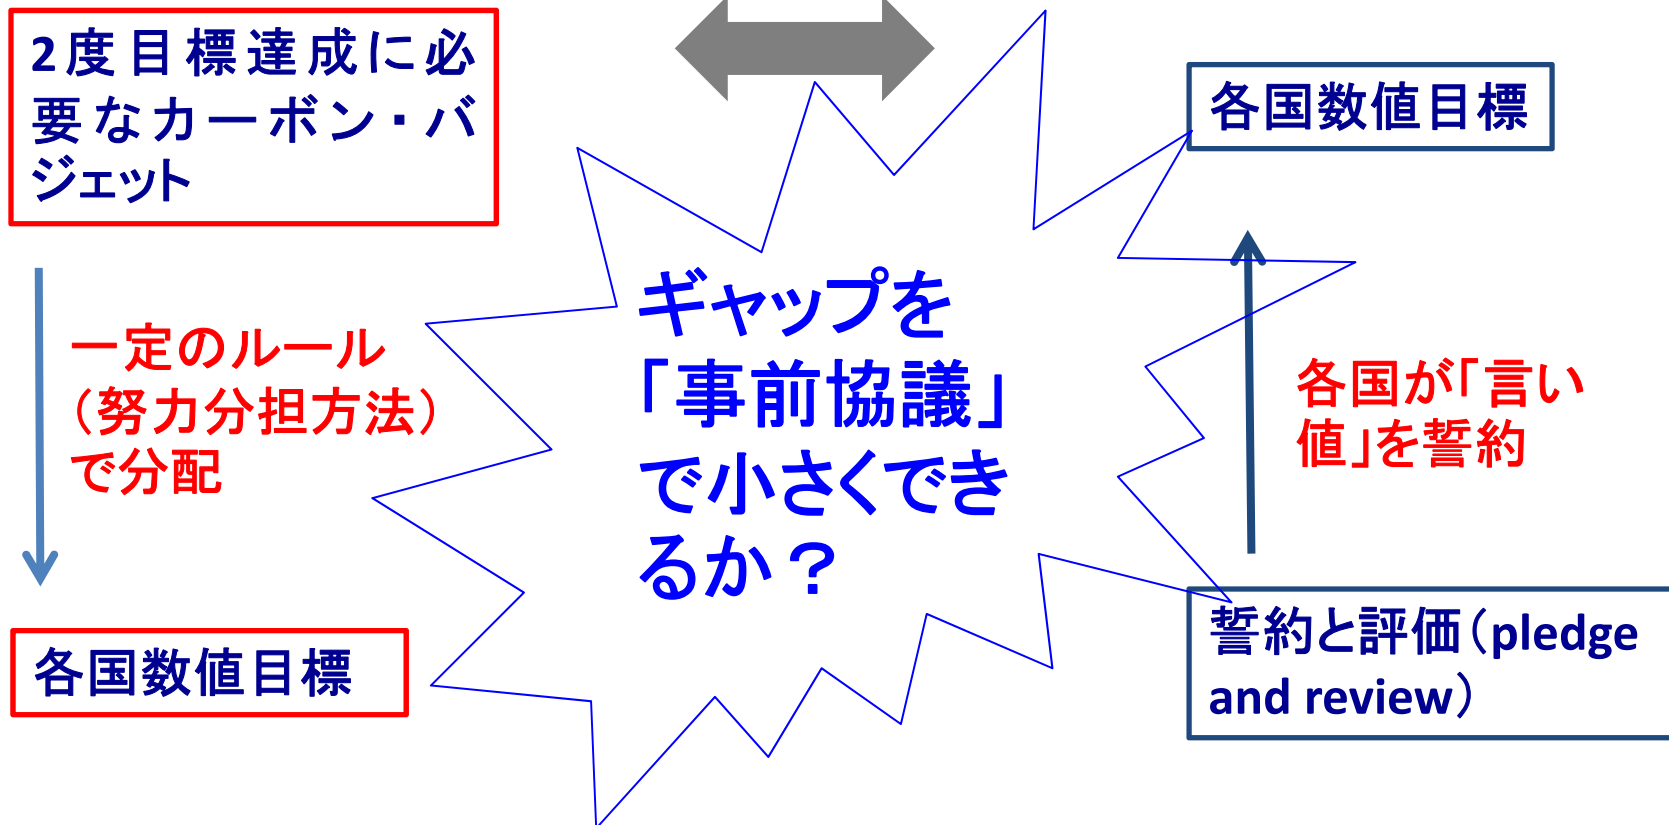 2度目標達成に必
要なカーボン・バ
ジェット
一定のルール
（努力分担方法）
で分配
各国数値目標
ギャップを
「事前協議」
で小さくでき
るか？
各国数値目標
各国が「言い
値」を誓約
誓約と評価（pledge
and review）